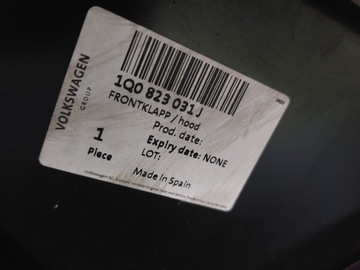 VOLKSWAGEN
GROUP
1Q0 823 031 J
FRONTKLAPP / hood
Prod. date:
Expiry date: NONE
LOT:
1
Piece
Made in Spain